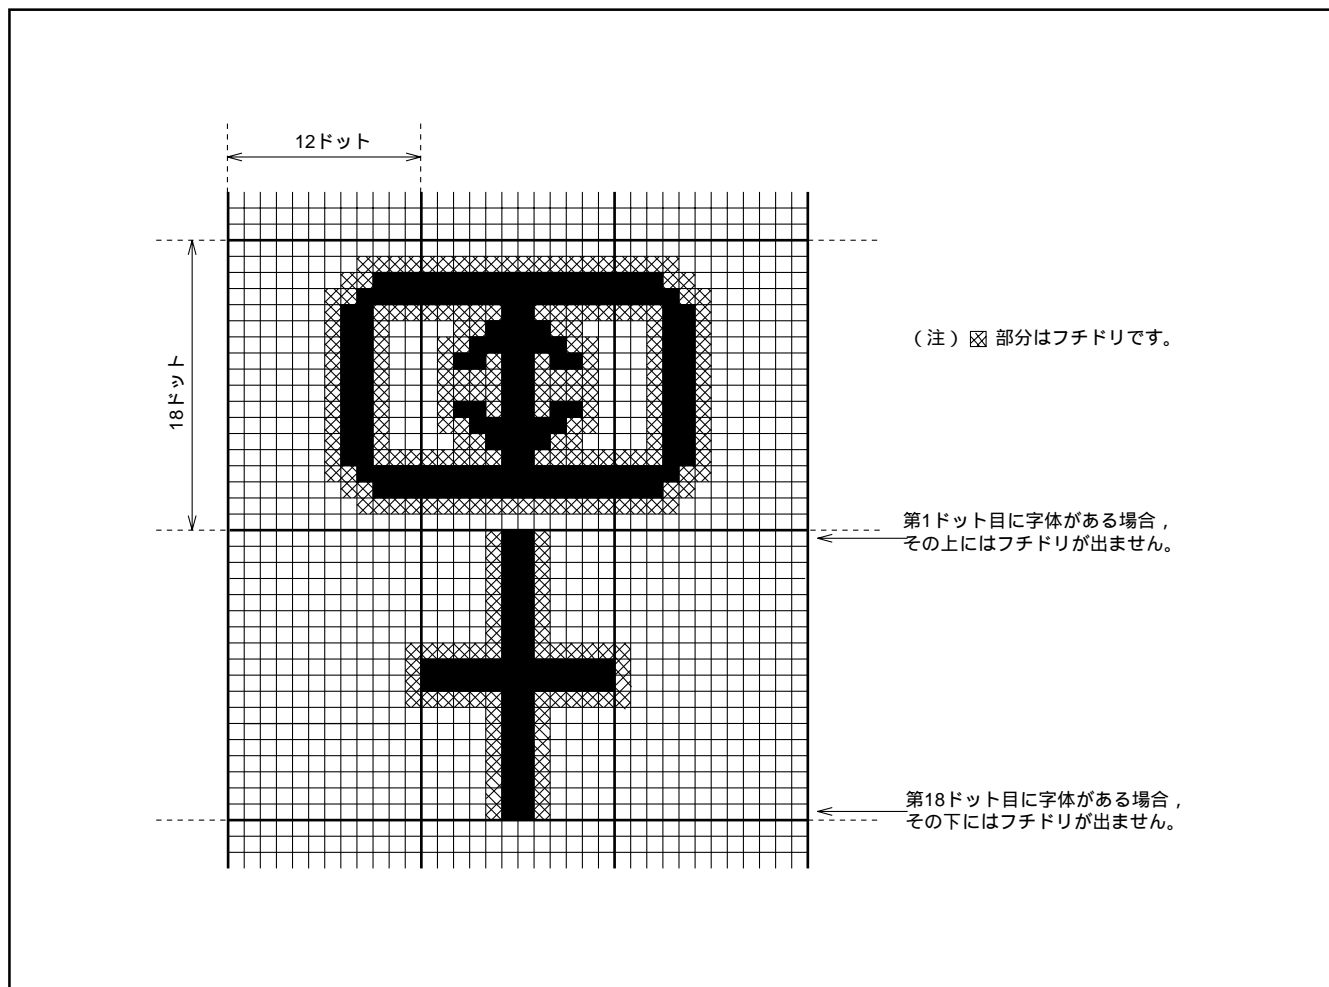 12ドット
18ドット
（注）
部分はフチドリです。
第1ドット目に字体がある場合，
その上にはフチドリが出ません。
第18ドット目に字体がある場合，
その下にはフチドリが出ません。